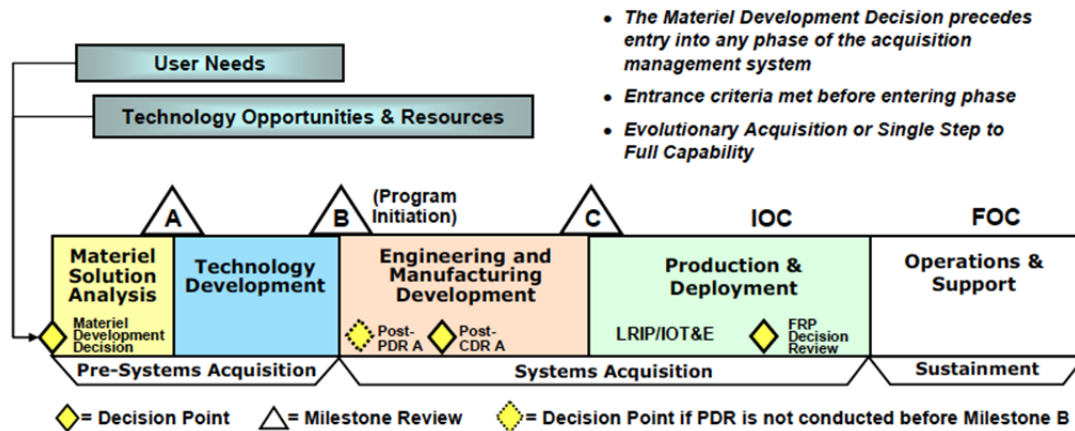 User Needs
Technology Opportunities & Resources
• The Materiel Development Decision precedes
entry into any phase of the acquisition
management system
• Entrance criteria met before entering phase
• Evolutionary Acquisition or Single Step to
Full Capability
A
B
(Program
Initiation)
C
IOC
FOC
Materiel
Solution
Analysis
Technology
Development
Engineering and
Manufacturing
Development
Production &
Deployment
Operations &
Support
Materiel
Development
Decision
Post-
PDR A
Post-
CDR A
LRIP/IOT&E
FRP
Decision
Review
Pre-Systems Acquisition
Systems Acquisition
Sustainment
= Decision Point
= Milestone Review
= Decision Point if PDR is not conducted before Milestone B